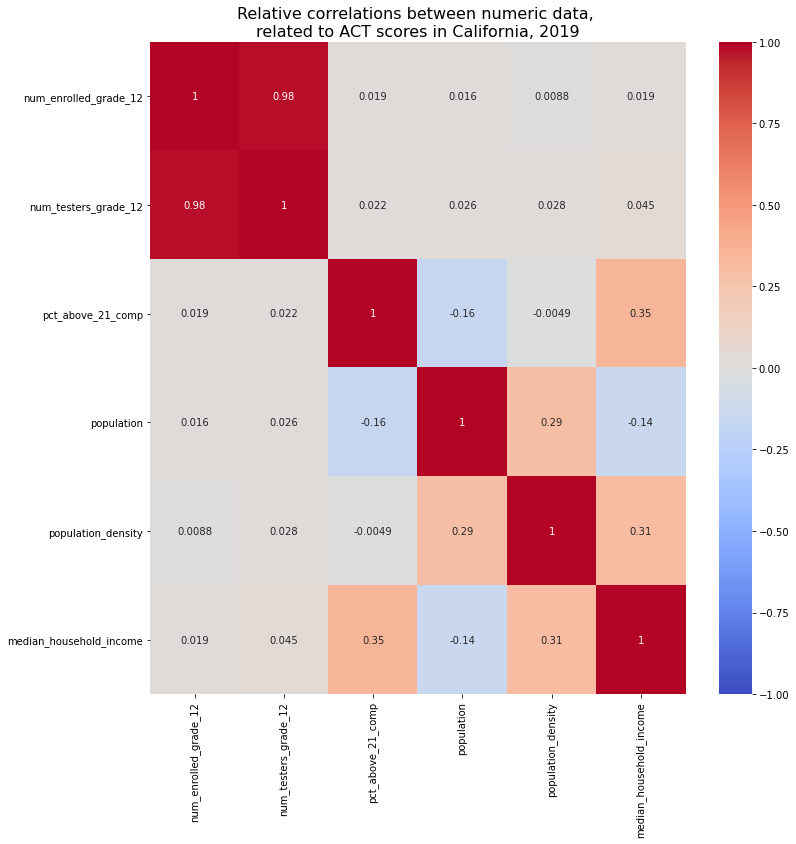 Relative correlations between numeric data,
related to ACT scores in California, 2019
num_enrolled_grade_12 1 0.98 0.019 0.016 0.0088 0.019
num_testers_grade_12 0.98 1 0.022 0.026 0.028 0.045
pct_above_21_comp 0.019 0.022 1 -0.16 -0.0049 0.35
population 0.016 0.026 -0.16 1 0.29 -0.14
population_density 0.0088 0.028 -0.0049 0.29 1 0.31
median_household_income 0.019 0.045 0.35 -0.14 0.31 1
num_enrolled_grade_12
num_testers_grade_12
pct_above_21_comp
population
population_density
median_household_income
1.00
0.75
0.50
0.25
0.00
−0.25
−0.50
−0.75
−1.00